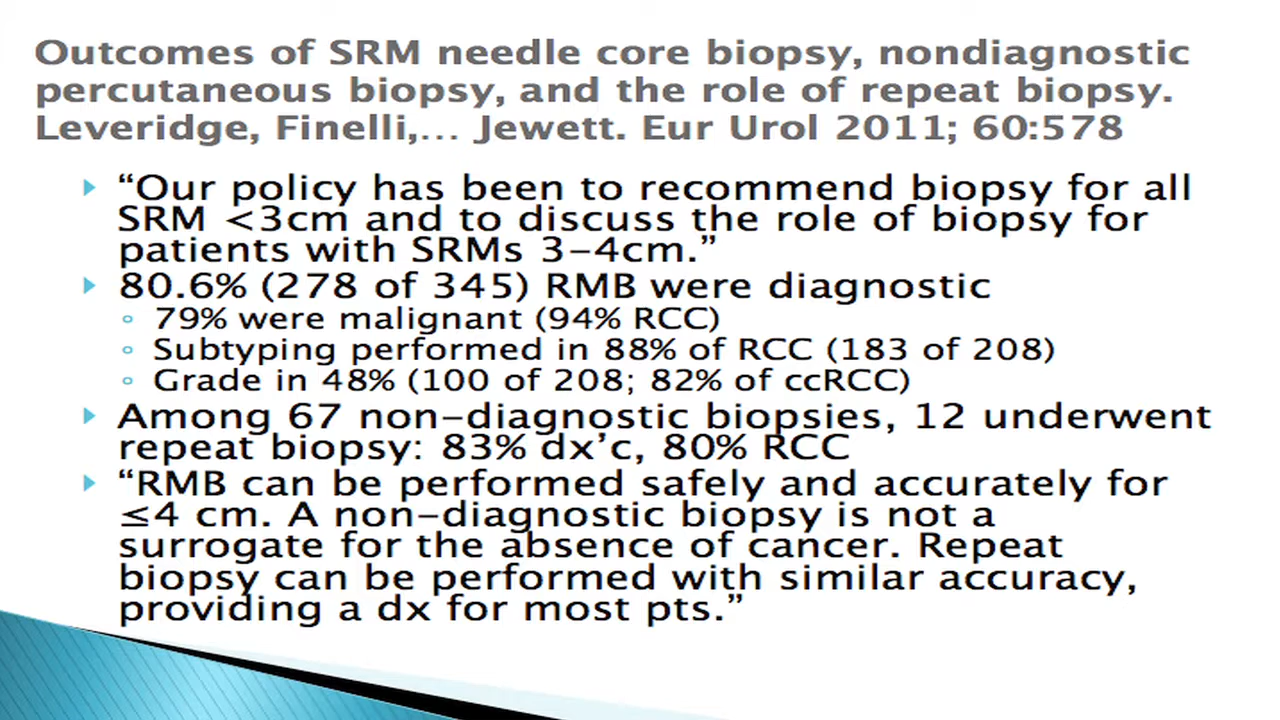 Outcomes of SRM needle core biopsy, nondiagnostic
percutaneous biopsy, and the role of repeat biopsy.
Leveridge, Finelli,… Jewett. Eur Urol 2011; 60:578
“Our policy has been to recommend biopsy for all
SRM <3cm and to discuss the role of biopsy for
patients with SRMs 3-4cm.”
80.6% (278 of 345) RMB were diagnostic
79% were malignant (94% RCC)
Subtyping performed in 88% of RCC (183 of 208)
Grade in 48% (100 of 208; 82% of ccRCC)
Among 67 non-diagnostic biopsies, 12 underwent
repeat biopsy: 83% dx’c, 80% RCC
“RMB can be performed safely and accurately for
≤4 cm. A non-diagnostic biopsy is not a
surrogate for the absence of cancer. Repeat
biopsy can be performed with similar accuracy,
providing a dx for most pts.”